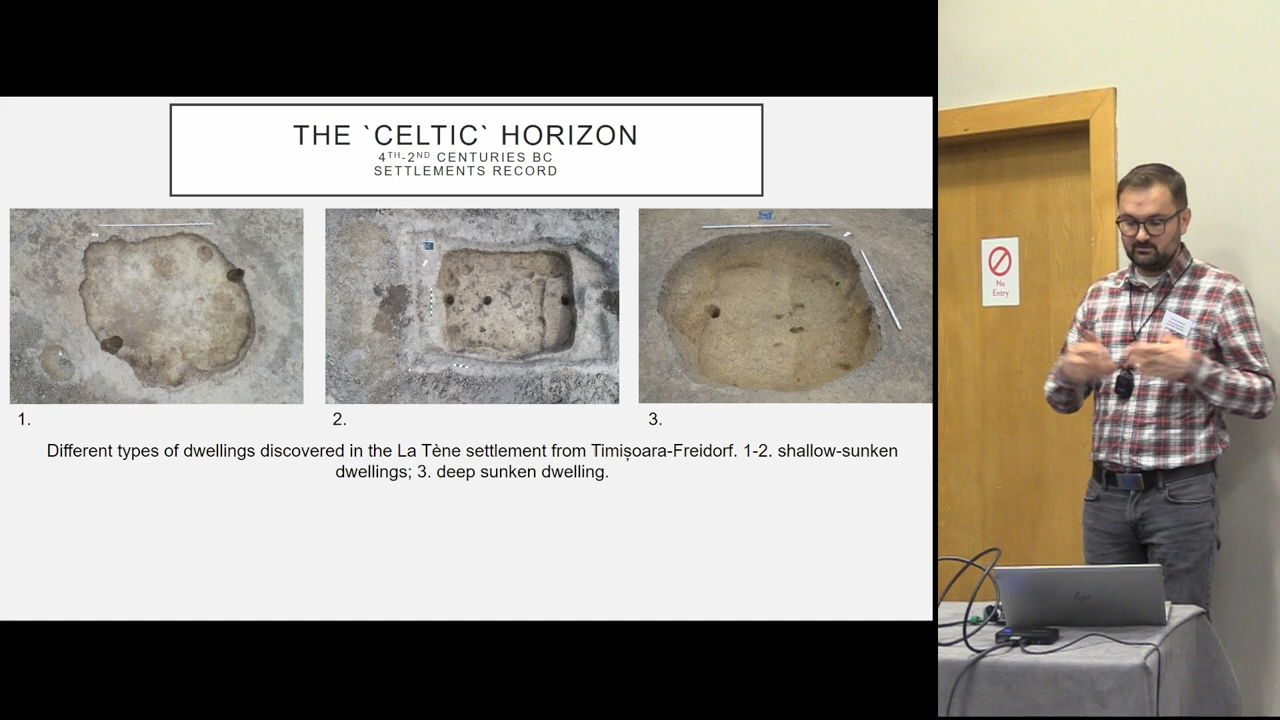 THE `CELTIC` HORIZON
4TH-2ND CENTURIES BC
SETTLEMENTS RECORD
1.
2.
3.
Different types of dwellings discovered in the La Tène settlement from Timișoara-Freidorf. 1-2. shallow-sunken
dwellings; 3. deep sunken dwelling.
No
Entry
hp